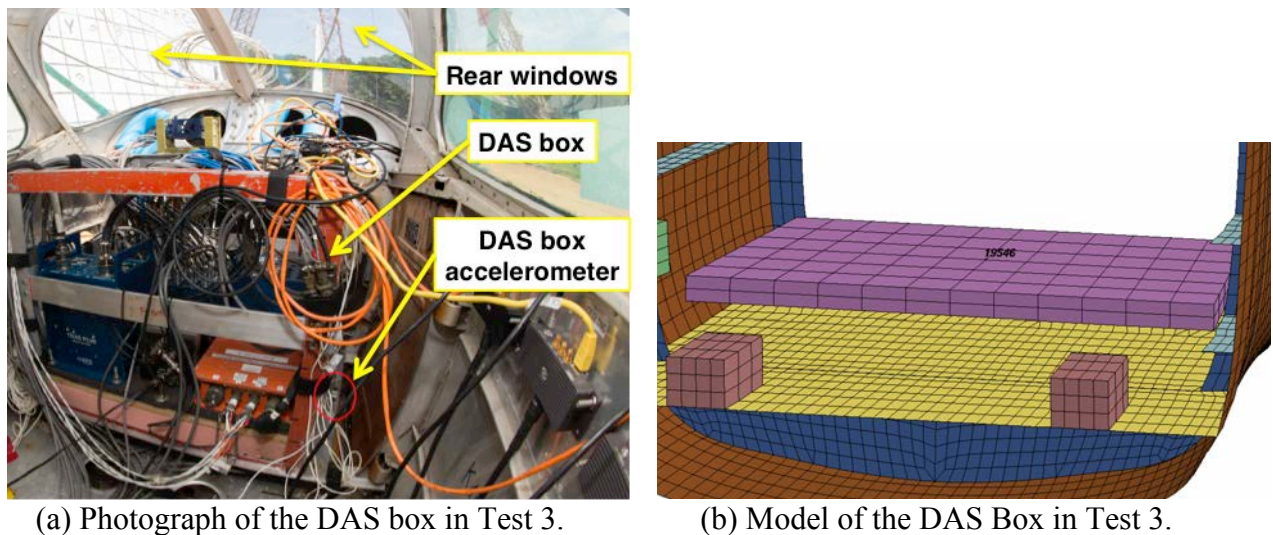 Rear windows
DAS box
DAS box
accelerometer
19546
(a) Photograph of the DAS box in Test 3.
(b) Model of the DAS Box in Test 3.